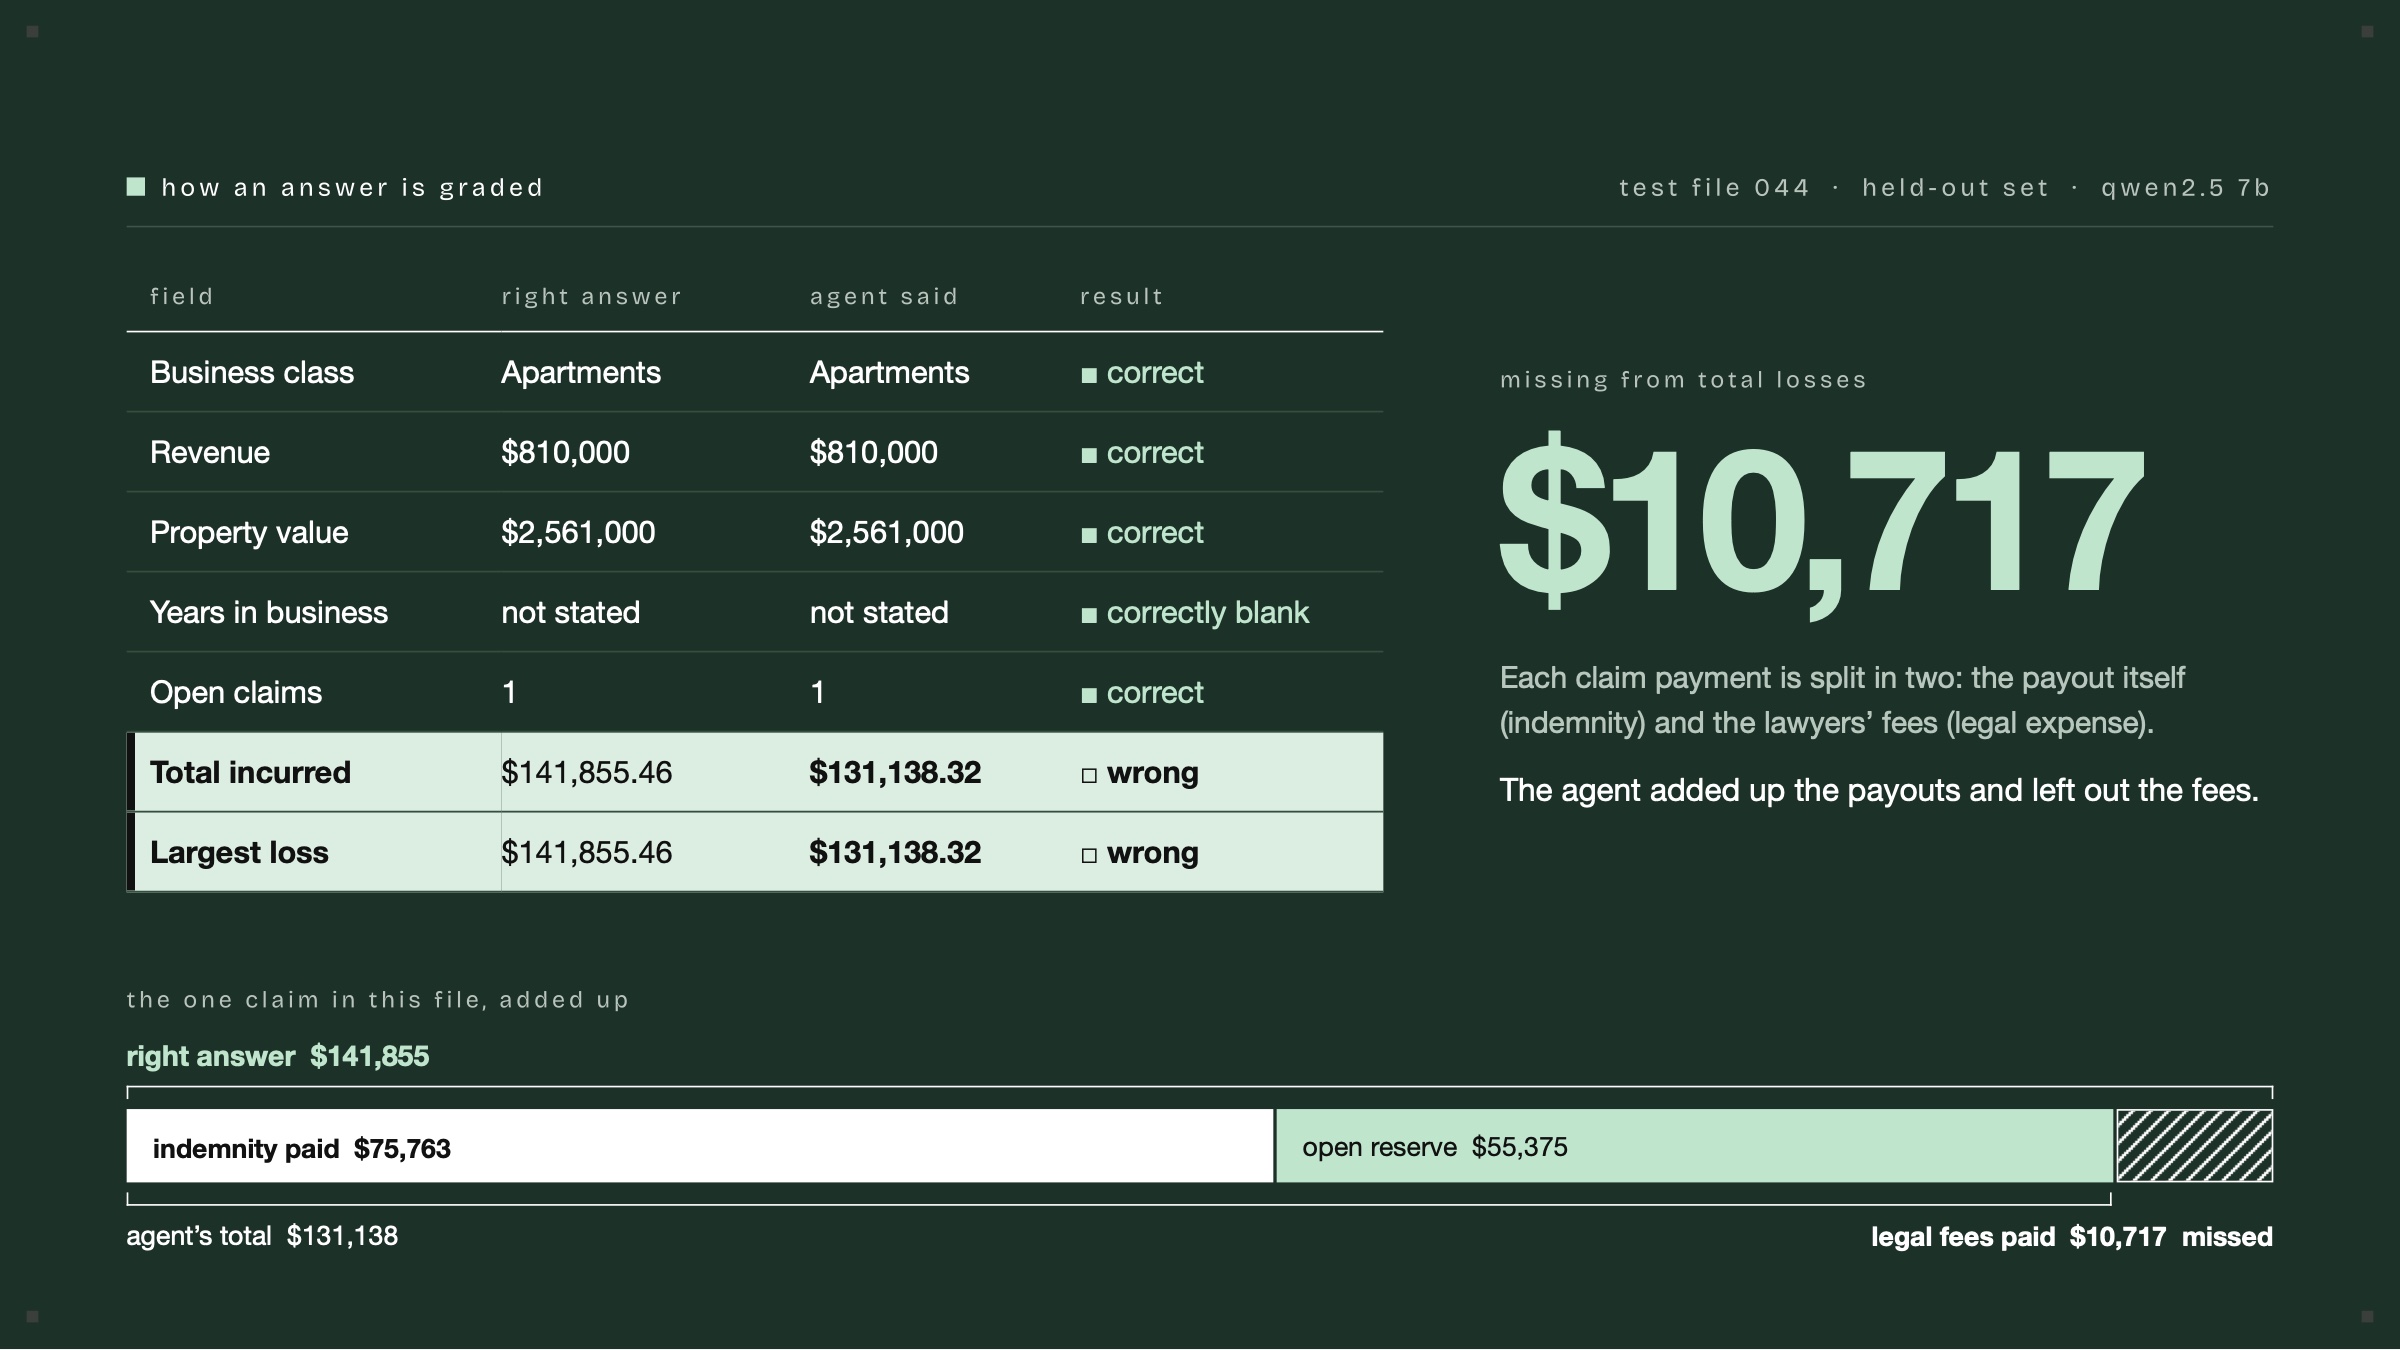 how an answer is graded
test file 044 · held-out set · qwen2.5 7b
field right answer agent said result
Business class Apartments Apartments correct
Revenue $810,000 $810,000 correct
Property value $2,561,000 $2,561,000 correct
Years in business not stated not stated correctly blank
Open claims 1 1 correct
Total incurred $141,855.46 $131,138.32 wrong
Largest loss $141,855.46 $131,138.32 wrong
missing from total losses
$10,717
Each claim payment is split in two: the payout itself
(indemnity) and the lawyers’ fees (legal expense).
The agent added up the payouts and left out the fees.
the one claim in this file, added up
right answer $141,855
indemnity paid $75,763
open reserve $55,375
agent’s total $131,138
legal fees paid $10,717 missed